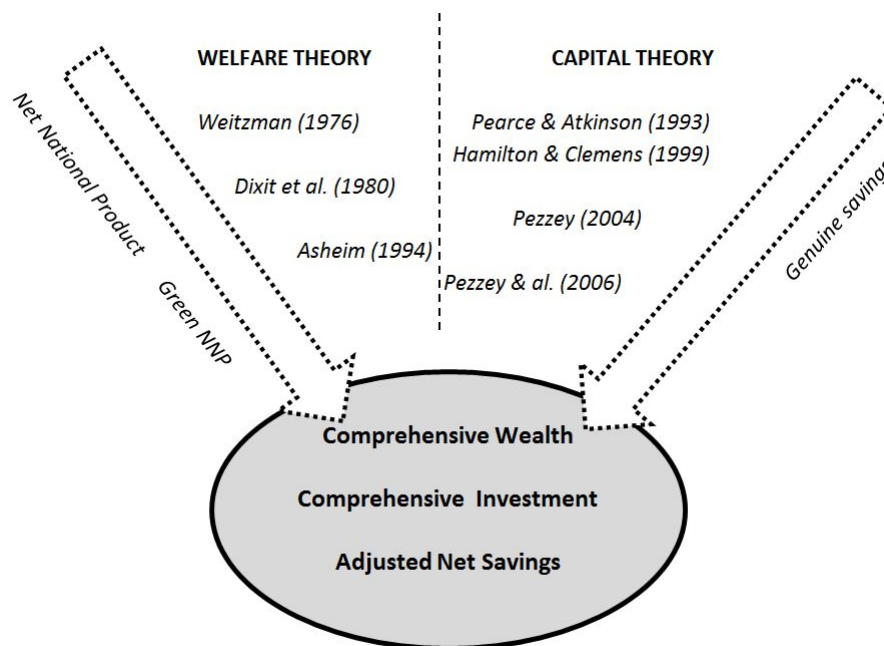 WELFARE THEORY
CAPITAL THEORY
Net National Product
Green NNP
Weitzman (1976)
Dixit et al. (1980)
Asheim (1994)
Pearce & Atkinson (1993)
Hamilton & Clemens (1999)
Pezzey (2004)
Pezzey & al. (2006)
Genuine savings
Comprehensive Wealth
Comprehensive Investment
Adjusted Net Savings